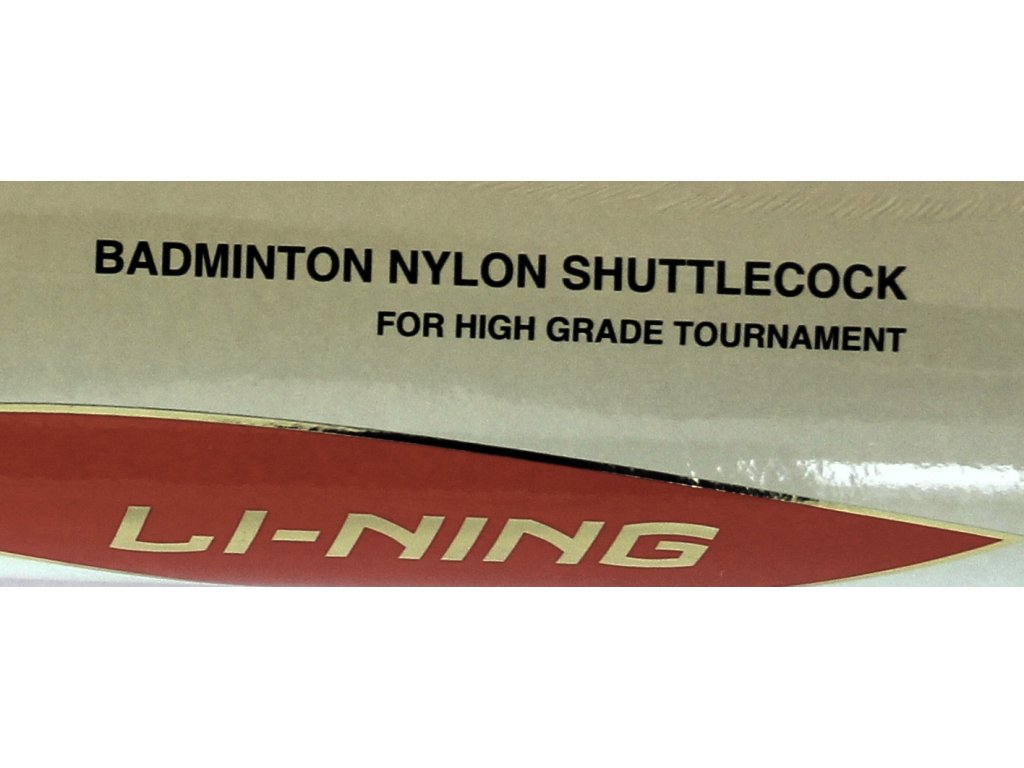 BADMINTON NYLON SHUTTLECOCK
FOR HIGH GRADE TOURNAMENT
LI-NING